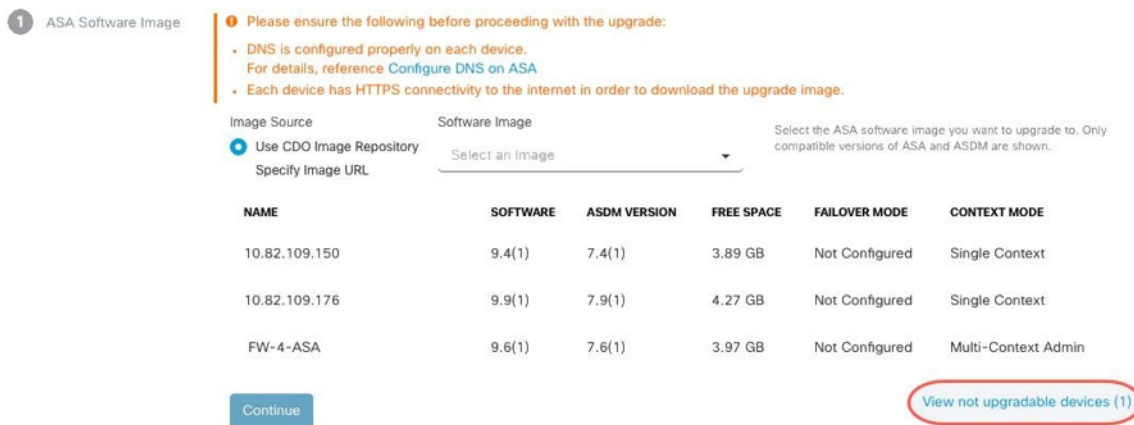 1 ASA Software Image
Please ensure the following before proceeding with the upgrade:
• DNS is configured properly on each device.
For details, reference Configure DNS on ASA
• Each device has HTTPS connectivity to the internet in order to download the upgrade image.
Image Source
Use CDO Image Repository
Specify Image URL
Software Image
Select an Image
Select the ASA software image you want to upgrade to. Only
compatible versions of ASA and ASDM are shown.
NAME SOFTWARE ASDM VERSION FREE SPACE FAILOVER MODE CONTEXT MODE
10.82.109.150 9.4(1) 7.4(1) 3.89 GB Not Configured Single Context
10.82.109.176 9.9(1) 7.9(1) 4.27 GB Not Configured Single Context
FW-4-ASA 9.6(1) 7.6(1) 3.97 GB Not Configured Multi-Context Admin
Continue
View not upgradable devices (1)